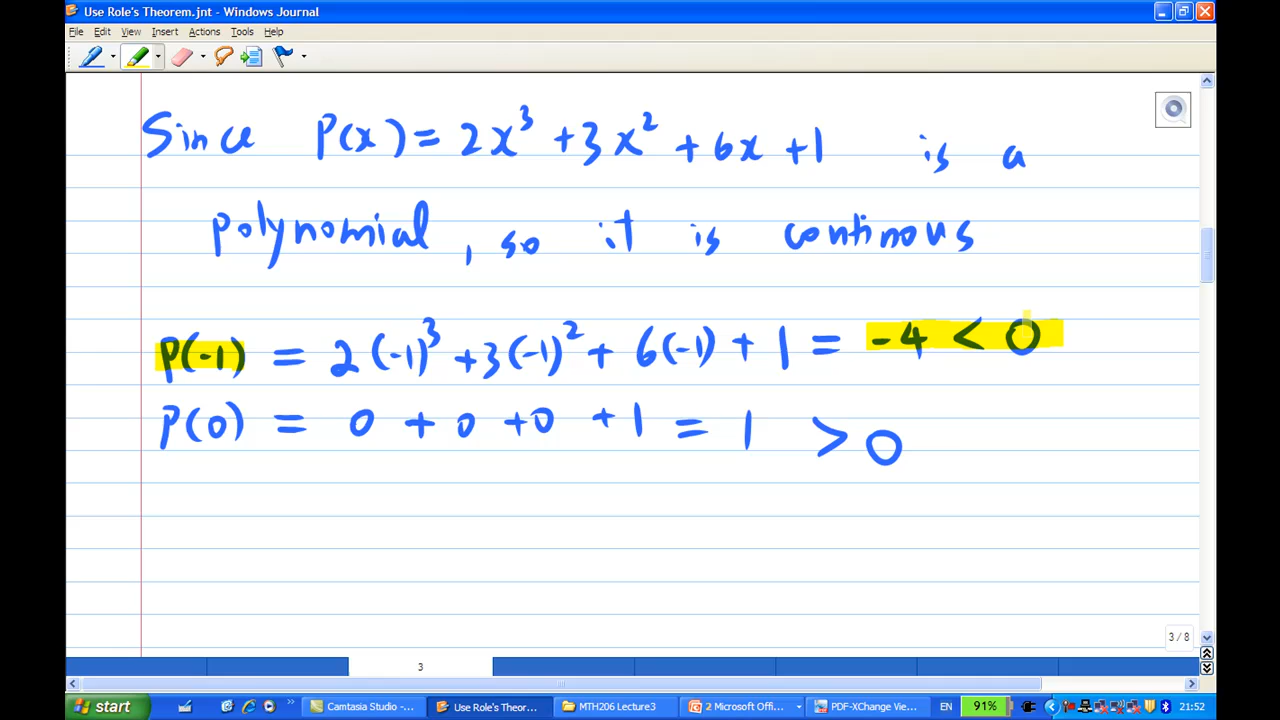 Use Role's Theorem.jnt - Windows Journal
File Edit View Insert Actions Tools Help
Since P(x) = 2x³ + 3x² + 6x + 1 is a
polynomial, so it is continous
P(-1) = 2(-1)³ + 3(-1)² + 6(-1) + 1 = -4 < 0
P(0) = 0 + 0 + 0 + 1 = 1 > 0
3 / 8
3
start Camtasia Studio -... Use Role's Theorem.... MTH206 Lecture3 2 Microsoft Offi... PDF-XChange Vie... EN 91% 21:52